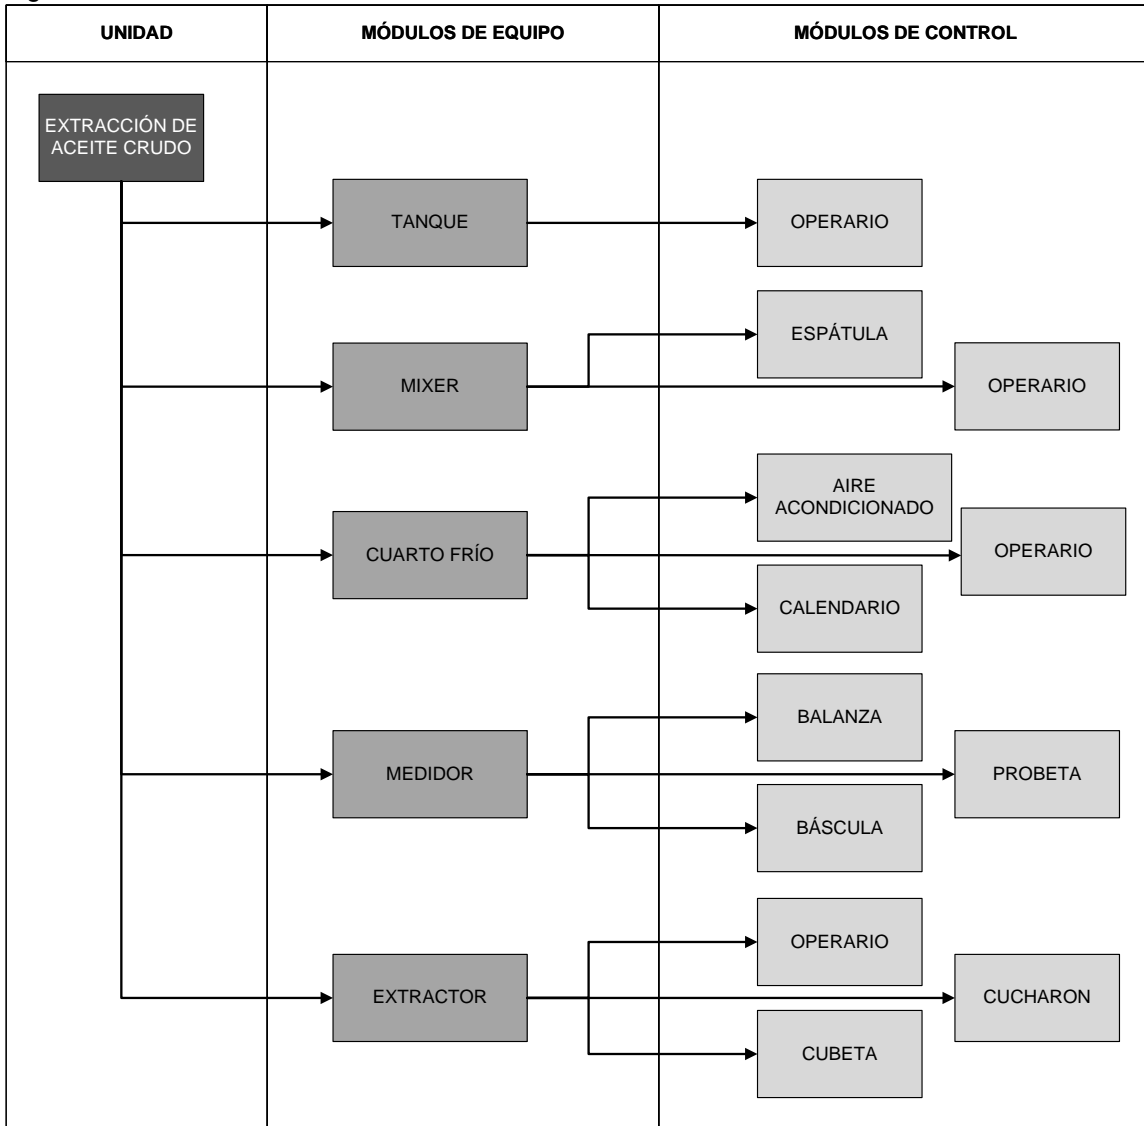 UNIDAD
MÓDULOS DE EQUIPO
MÓDULOS DE CONTROL
EXTRACCIÓN DE
ACEITE CRUDO
TANQUE
OPERARIO
ESPÁTULA
MIXER
OPERARIO
AIRE
ACONDICIONADO
CUARTO FRÍO
OPERARIO
CALENDARIO
BALANZA
MEDIDOR
PROBETA
BÁSCULA
OPERARIO
EXTRACTOR
CUCHARON
CUBETA